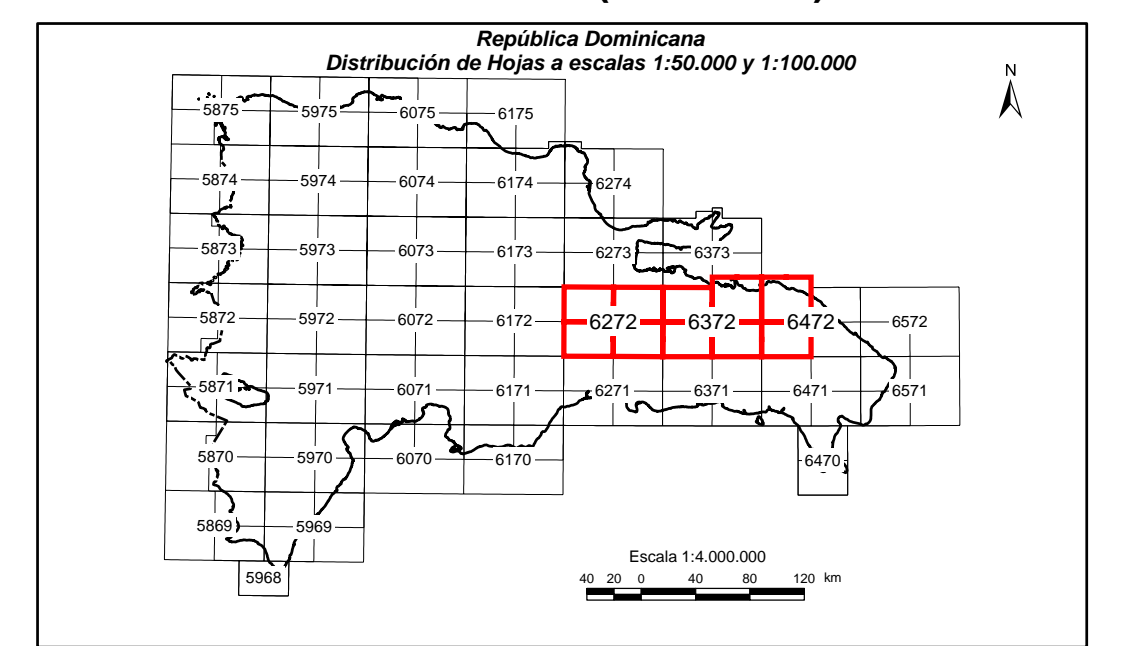 República Dominicana
Distribución de Hojas a escalas 1:50.000 y 1:100.000
N
5875 5975 6075 6175
5874 5974 6074 6174 6274
5873 5973 6073 6173 6273 6373
5872 5972 6072 6172 6272 6372 6472 6572
5871 5971 6071 6171 6271 6371 6471 6571
5870 5970 6070 6170 6470
5869 5969
5968
Escala 1:4.000.000
40 20 0 40 80 120 km